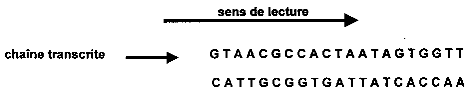 sens de lecture
chaîne transcrite
GTAACGCCACTAATAGTGGTT
CATTGCGGTGATTATCACCAA